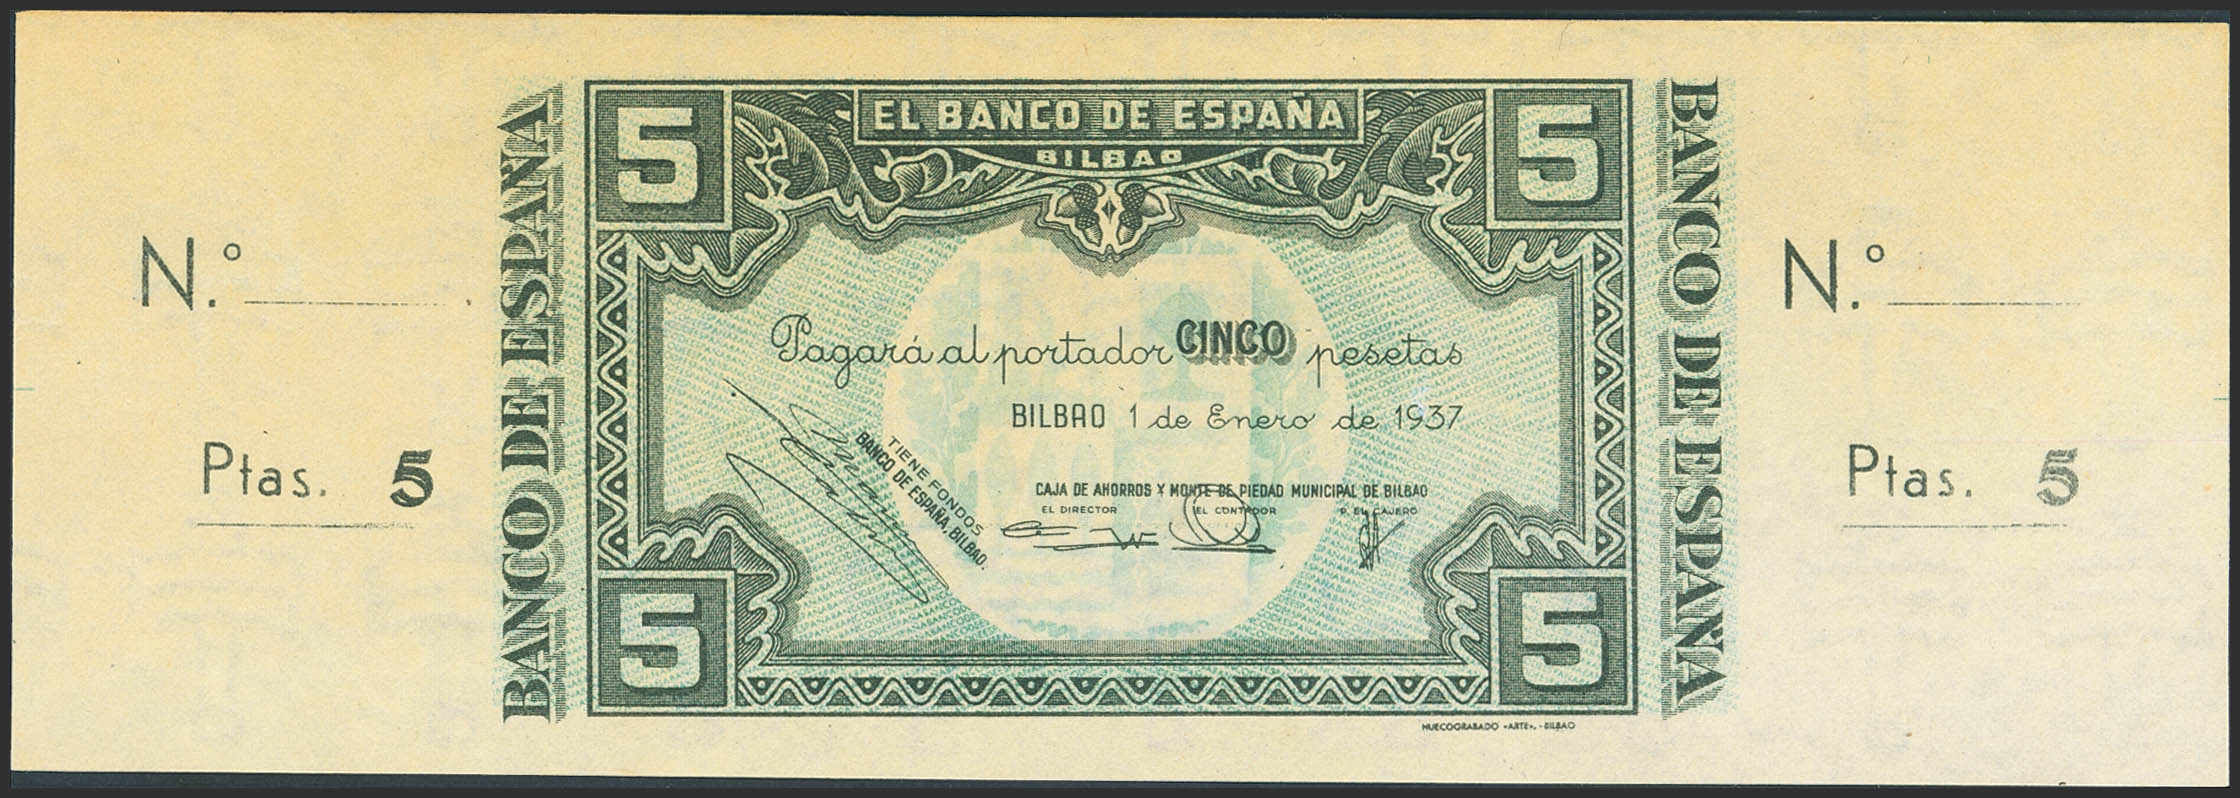 N.º
Ptas. 5
BANCO DE ESPAÑA
5
EL BANCO DE ESPAÑA
BILBAO
5
Pagará al portador CINCO pesetas
BILBAO 1 de Enero de 1937
TIENE FONDOS
BANCO DE ESPAÑA, BILBAO.
CAJA DE AHORROS Y MONTE DE PIEDAD MUNICIPAL DE BILBAO
EL DIRECTOR EL CONTADOR P. EL CAJERO
5
5
HUECOGRABADO «ARTE». - BILBAO
BANCO DE ESPAÑA
N.º
Ptas. 5